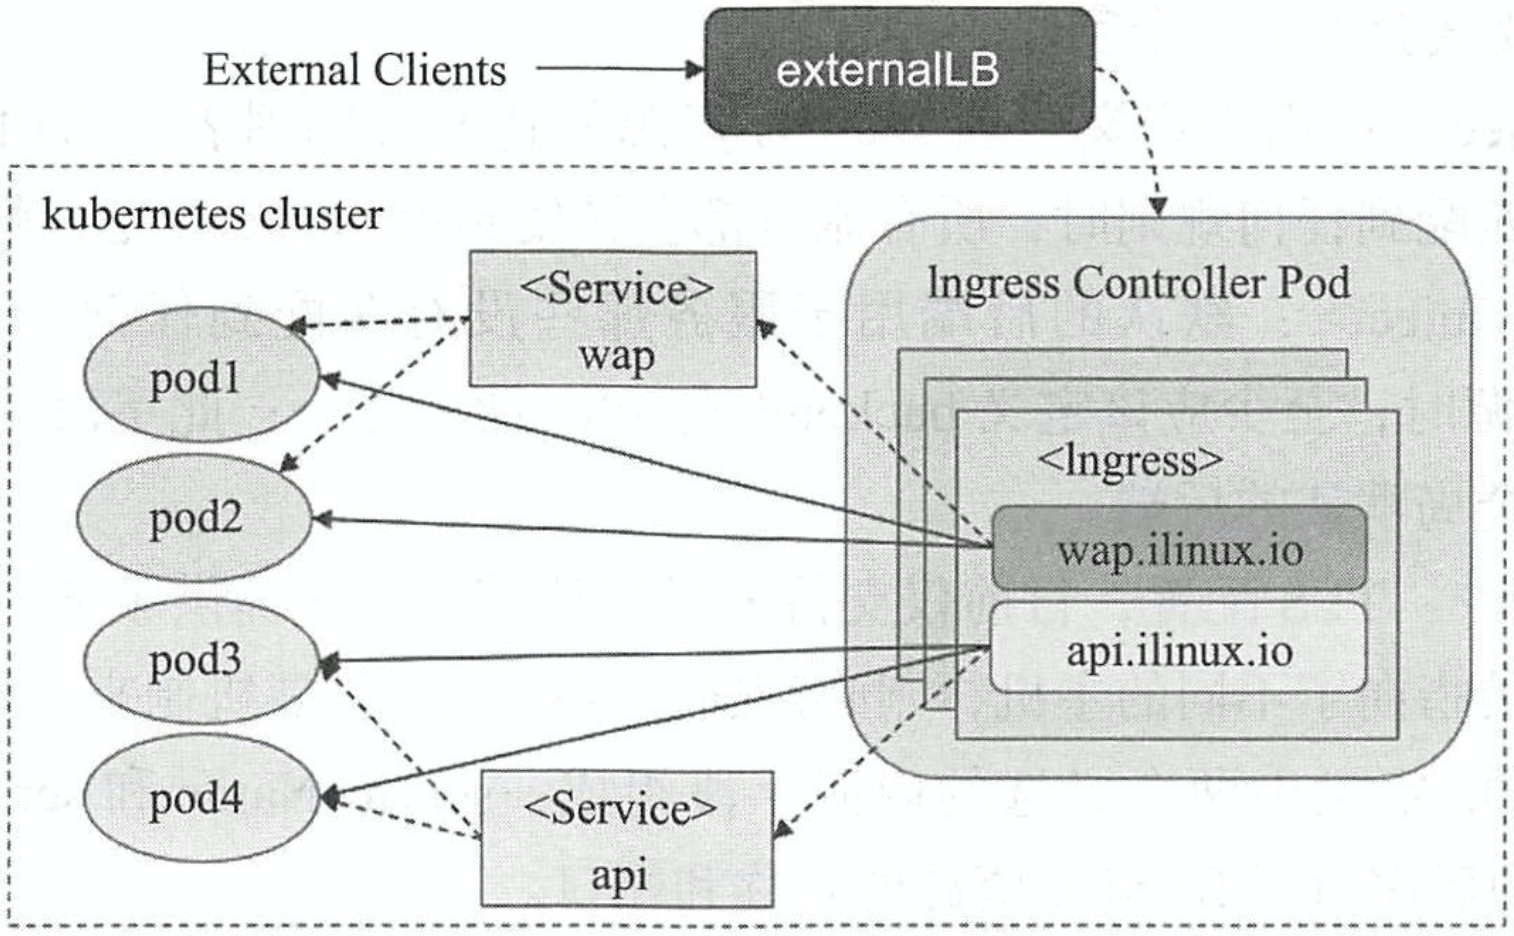 External Clients
externalLB
kubernetes cluster
<Service>
wap
Ingress Controller Pod
pod1
<Ingress>
pod2
wap.ilinux.io
pod3
api.ilinux.io
pod4
<Service>
api